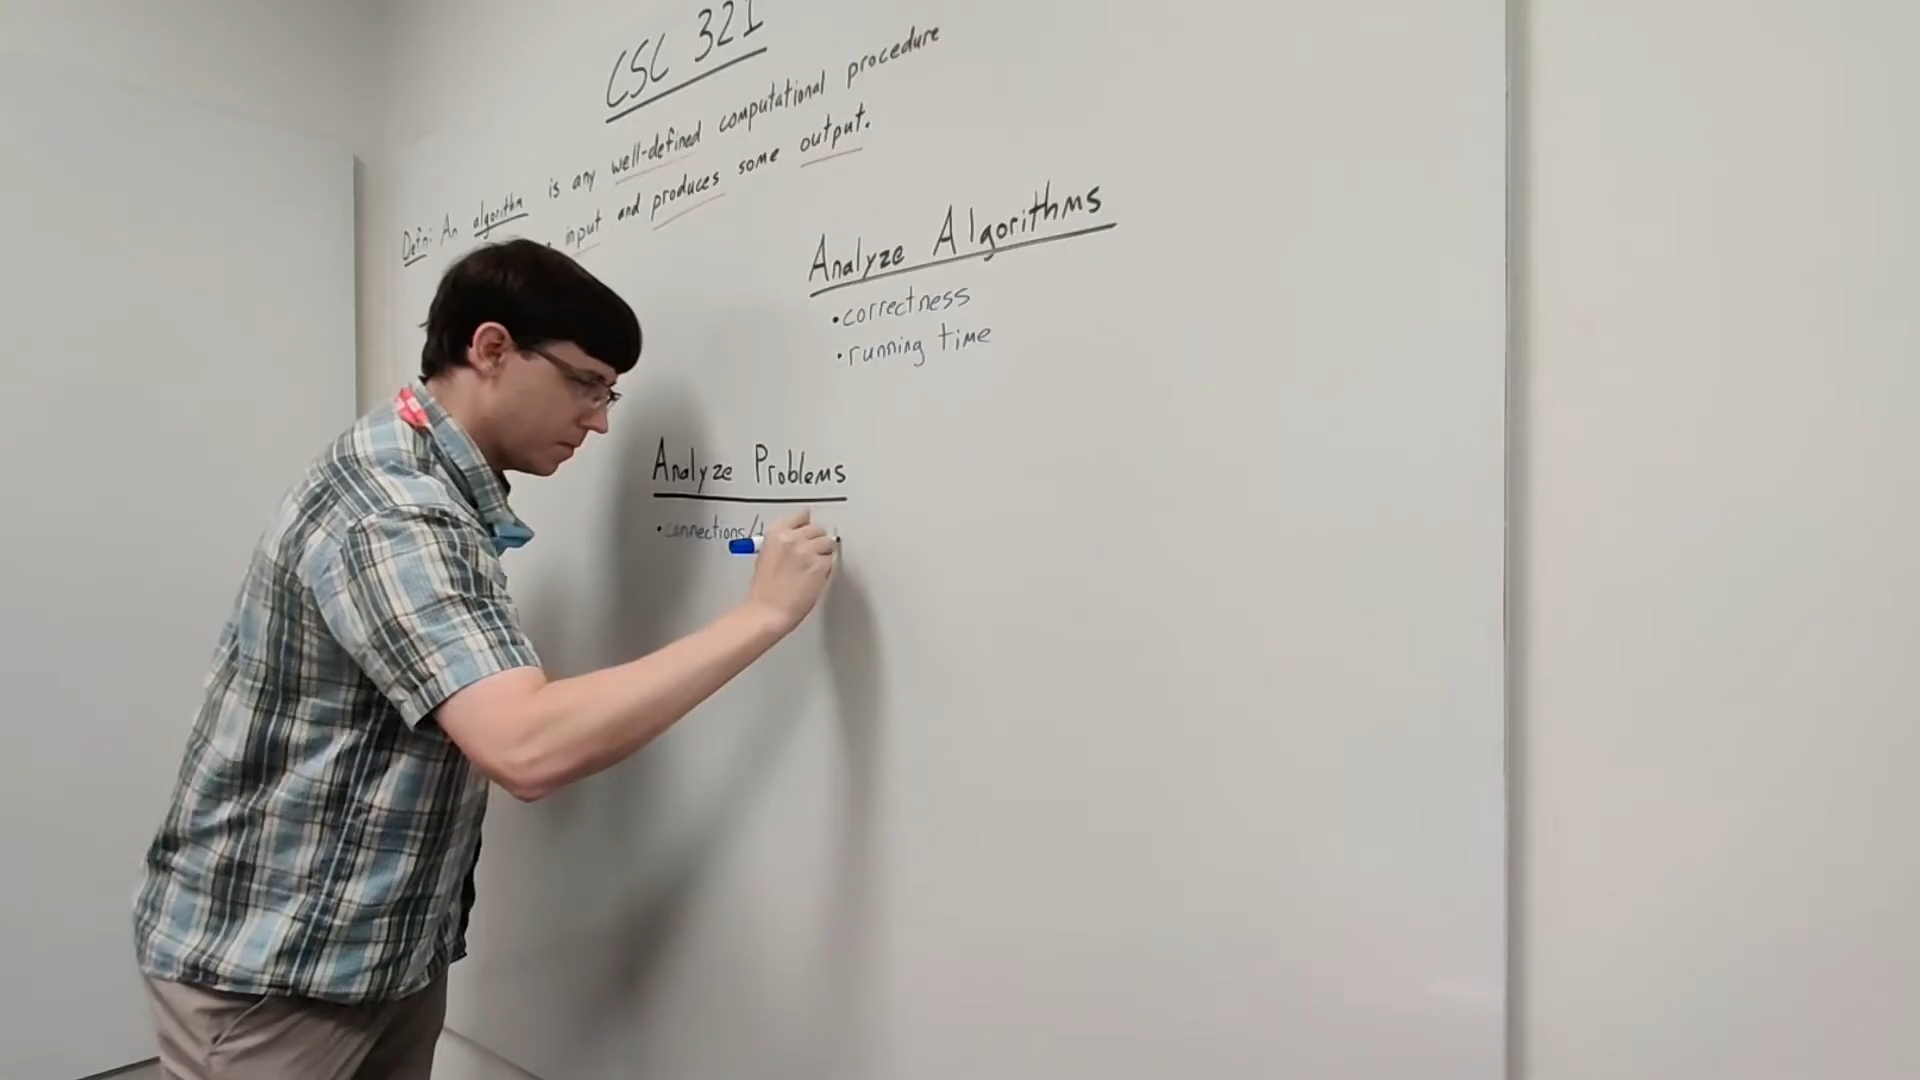 CSC 321
Defn: An algorithm is any well-defined computational procedure
input and produces some output.
Analyze Algorithms
• correctness
• running time
Analyze Problems
• connections/